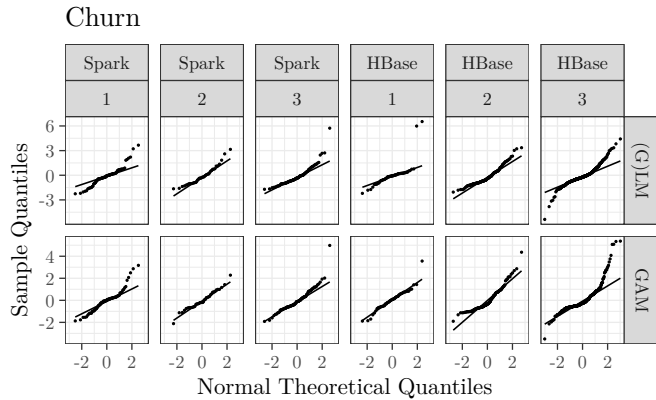 Churn
Spark Spark Spark HBase HBase HBase
1 2 3 1 2 3
6
3
0
-3
(G)LM
4
2
0
-2
GAM
Sample Quantiles
-2 0 2 -2 0 2 -2 0 2 -2 0 2 -2 0 2 -2 0 2
Normal Theoretical Quantiles